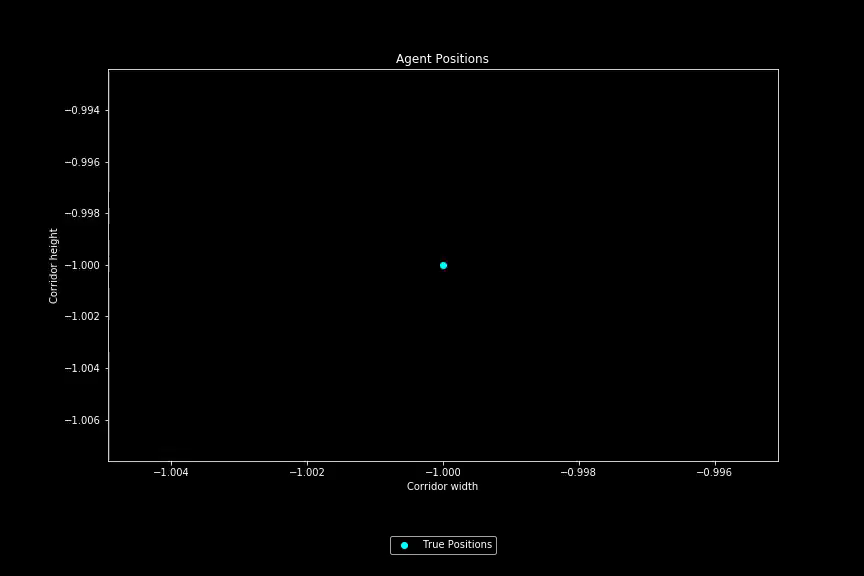 Agent Positions
−0.994
−0.996
−0.998
−1.000
−1.002
−1.004
−1.006
Corridor height
−1.004 −1.002 −1.000 −0.998 −0.996
Corridor width
True Positions